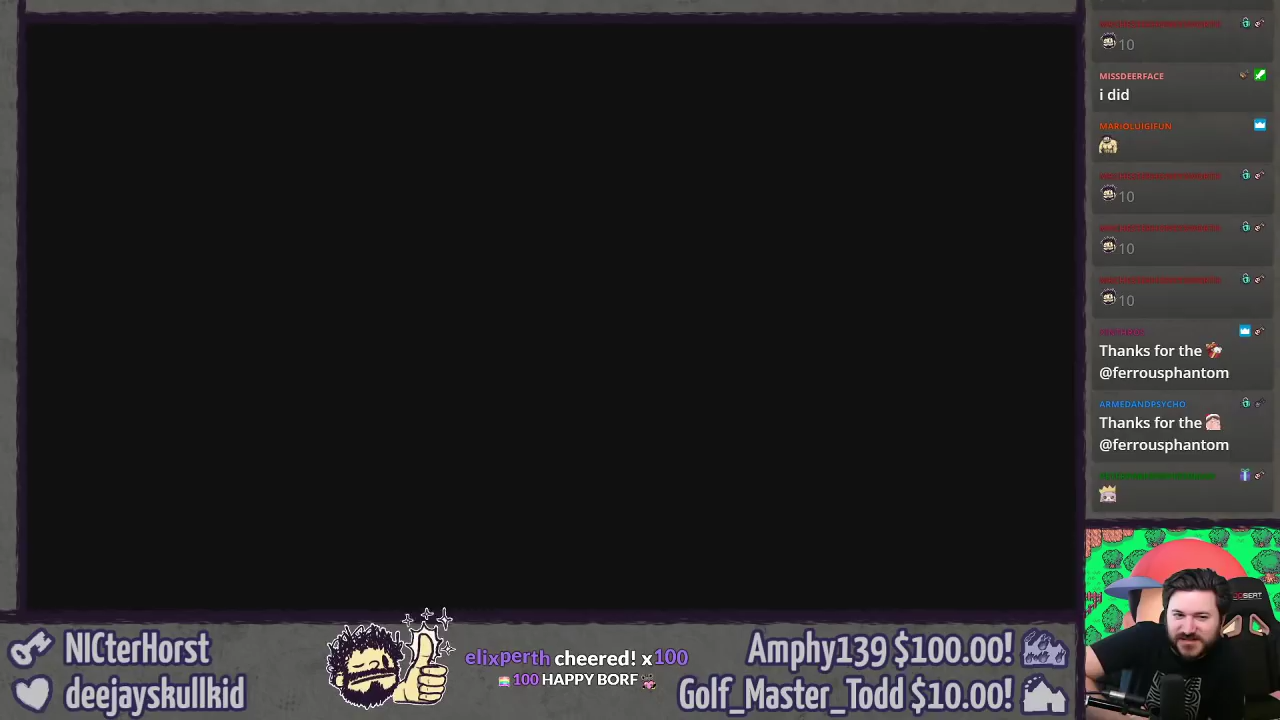 10
MISSDEERFACE
i did
MARIOLUIGIFUN
10
10
10
Thanks for the
@ferrousphantom
ARMEDANDPSYCHO
Thanks for the
@ferrousphantom
NICterHorst
deejayskullkid
elixperth cheered! x100
100 HAPPY BORF
Amphy139 $100.00!
Golf_Master_Todd $10.00!